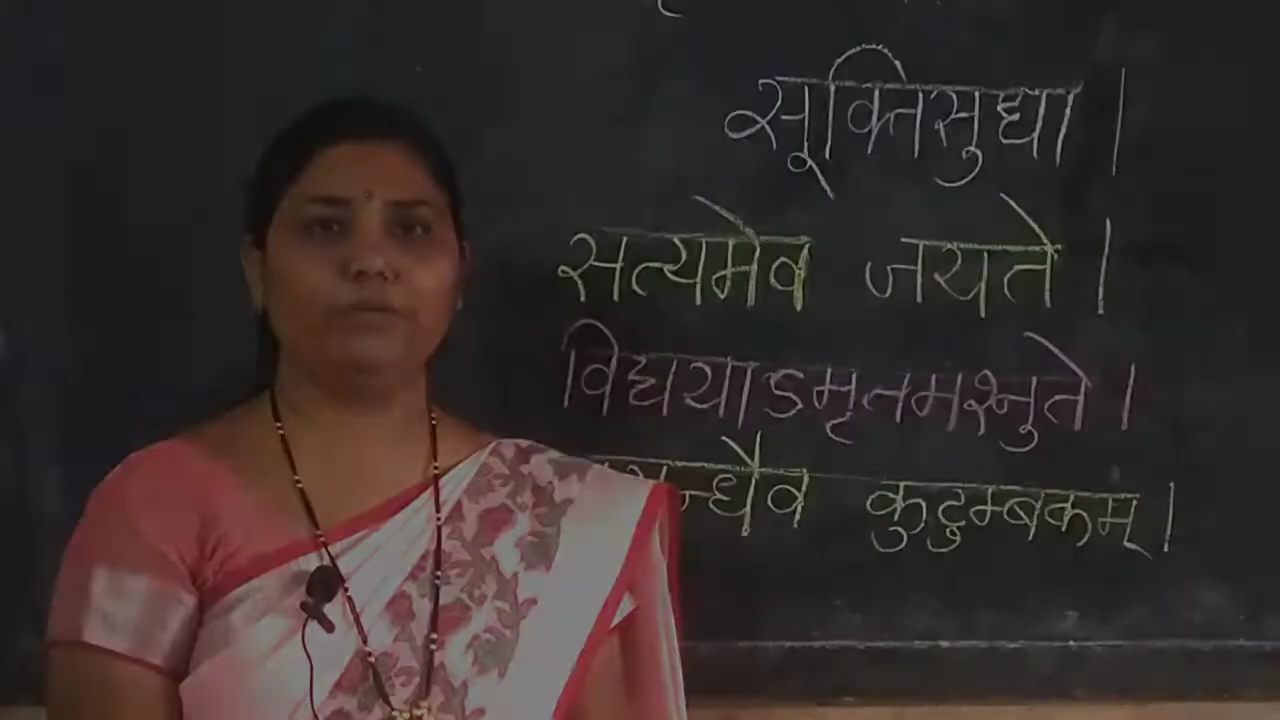 सूक्तिसुधा ।
सत्यमेव जयते ।
विद्ययाऽमृतमश्नुते ।
कुटुम्बकम् ।